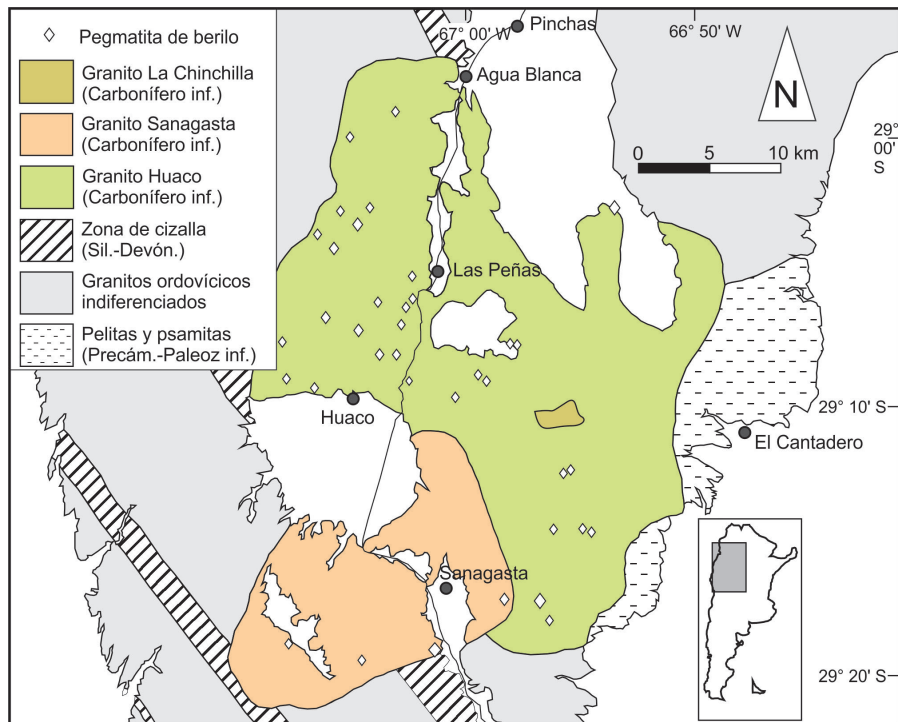 Pegmatita de berilo
Granito La Chinchilla
(Carbonífero inf.)
Granito Sanagasta
(Carbonífero inf.)
Granito Huaco
(Carbonífero inf.)
Zona de cizalla
(Sil.-Devón.)
Granitos ordovícicos
indiferenciados
Pelitas y psamitas
(Precám.-Paleoz inf.)
67° 00' W
66° 50' W
Pinchas
Agua Blanca
N
0 5 10 km
29°
00'
S
Las Peñas
Huaco
29° 10' S
El Cantadero
Sanagasta
29° 20' S